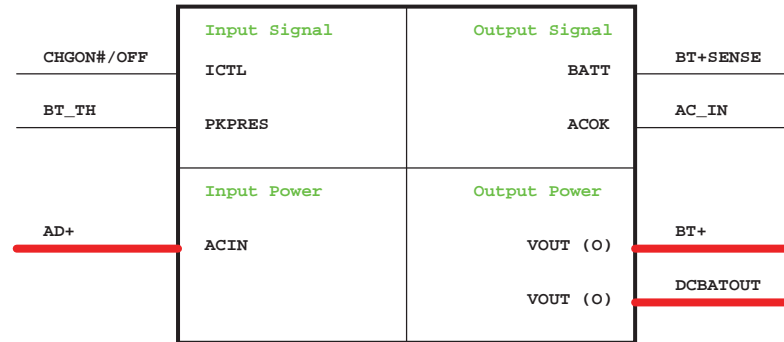 Input Signal Output Signal
CHGON#/OFF ICTL BATT BT+SENSE
BT_TH PKPRES ACOK AC_IN
Input Power Output Power
AD+ ACIN VOUT (O) BT+
VOUT (O) DCBATOUT